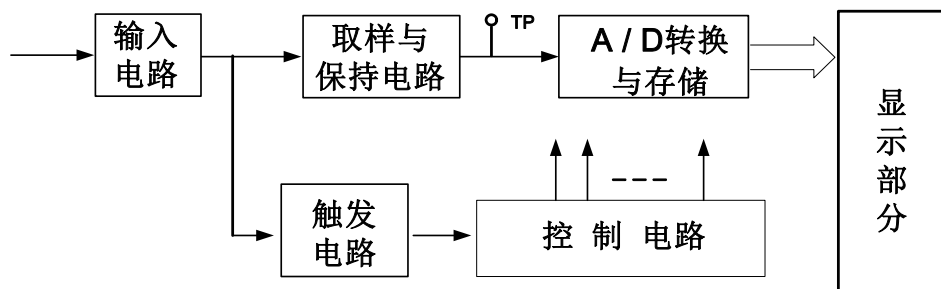 输入
电路
取样与
保持电路
TP
A / D转换
与存储
显
示
部
分
触发
电路
控 制 电路